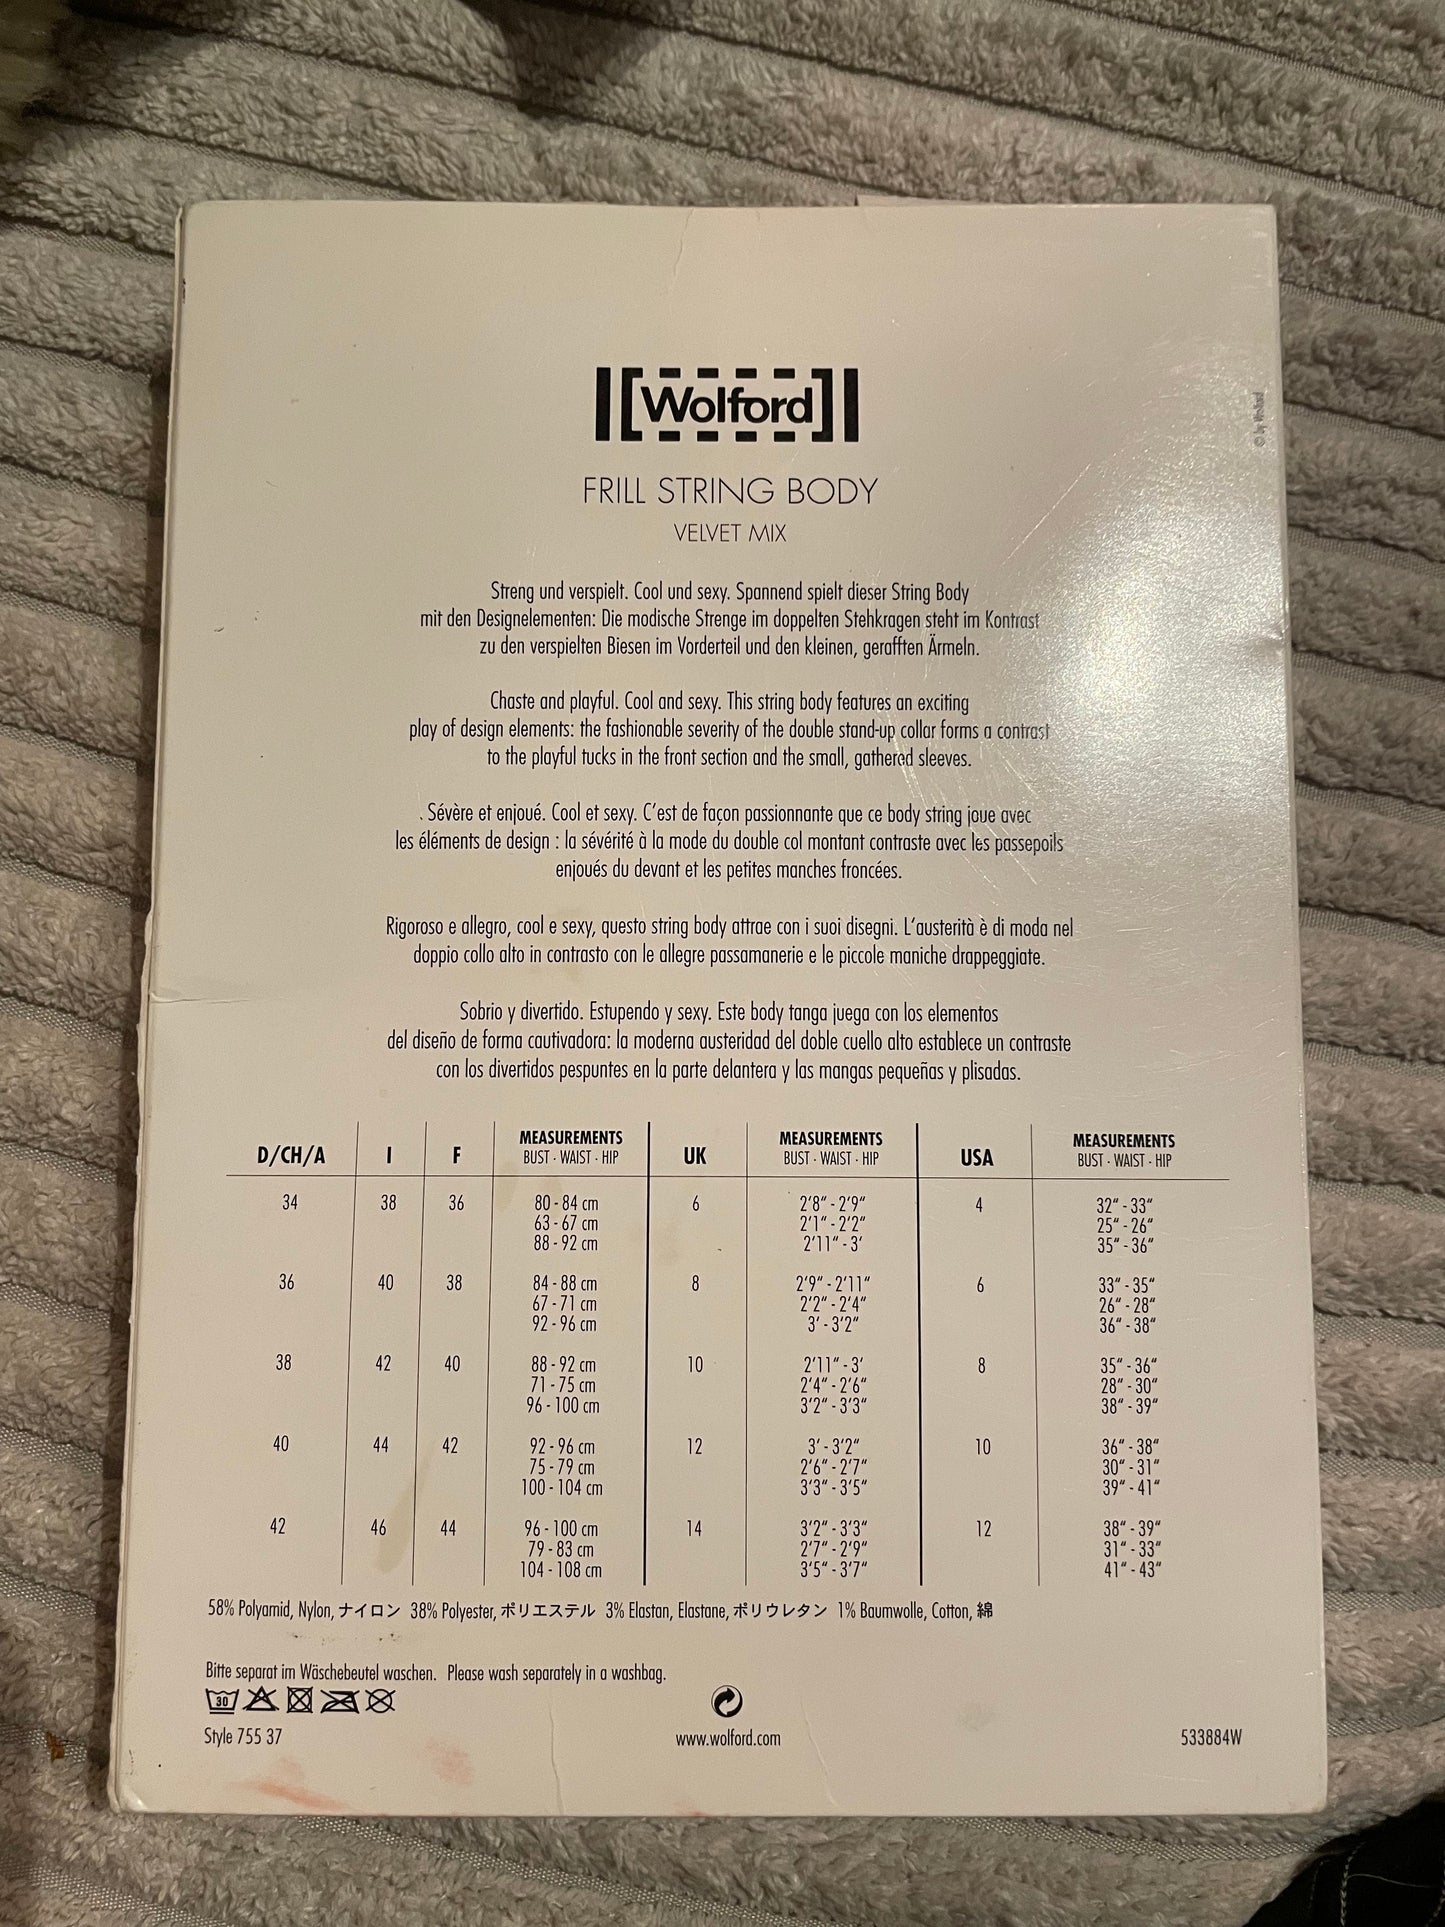 Wolford
© by Wolford
FRILL STRING BODY
VELVET MIX
Streng und verspielt. Cool und sexy. Spannend spielt dieser String Body
mit den Designelementen: Die modische Strenge im doppelten Stehkragen steht im Kontrast
zu den verspielten Biesen im Vorderteil und den kleinen, gerafften Ärmeln.
Chaste and playful. Cool and sexy. This string body features an exciting
play of design elements: the fashionable severity of the double stand-up collar forms a contrast
to the playful tucks in the front section and the small, gathered sleeves.
Sévère et enjoué. Cool et sexy. C'est de façon passionnante que ce body string joue avec
les éléments de design : la sévérité à la mode du double col montant contraste avec les passepoils
enjoués du devant et les petites manches froncées.
Rigoroso e allegro, cool e sexy, questo string body attrae con i suoi disegni. L'austerità è di moda nel
doppio collo alto in contrasto con le allegre passamanerie e le piccole maniche drappeggiate.
Sobrio y divertido. Estupendo y sexy. Este body tanga juega con los elementos
del diseño de forma cautivadora: la moderna austeridad del doble cuello alto establece un contraste
con los divertidos pespuntes en la parte delantera y las mangas pequeñas y plisadas.
D/CH/A I F MEASUREMENTS UK MEASUREMENTS USA MEASUREMENTS
BUST · WAIST · HIP BUST · WAIST · HIP BUST · WAIST · HIP
34 38 36 80 - 84 cm 6 2'8" - 2'9" 4 32" - 33"
63 - 67 cm 2'1" - 2'2" 25" - 26"
88 - 92 cm 2'11" - 3' 35" - 36"
36 40 38 84 - 88 cm 8 2'9" - 2'11" 6 33" - 35"
67 - 71 cm 2'2" - 2'4" 26" - 28"
92 - 96 cm 3' - 3'2" 36" - 38"
38 42 40 88 - 92 cm 10 2'11" - 3' 8 35" - 36"
71 - 75 cm 2'4" - 2'6" 28" - 30"
96 - 100 cm 3'2" - 3'3" 38" - 39"
40 44 42 92 - 96 cm 12 3' - 3'2" 10 36" - 38"
75 - 79 cm 2'6" - 2'7" 30" - 31"
100 - 104 cm 3'3" - 3'5" 39" - 41"
42 46 44 96 - 100 cm 14 3'2" - 3'3" 12 38" - 39"
79 - 83 cm 2'7" - 2'9" 31" - 33"
104 - 108 cm 3'5" - 3'7" 41" - 43"
58% Polyamid, Nylon, ナイロン 38% Polyester, ポリエステル 3% Elastan, Elastane, ポリウレタン 1% Baumwolle, Cotton, 綿
Bitte separat im Wäschebeutel waschen. Please wash separately in a washbag.
30
Style 755 37 www.wolford.com 533884W